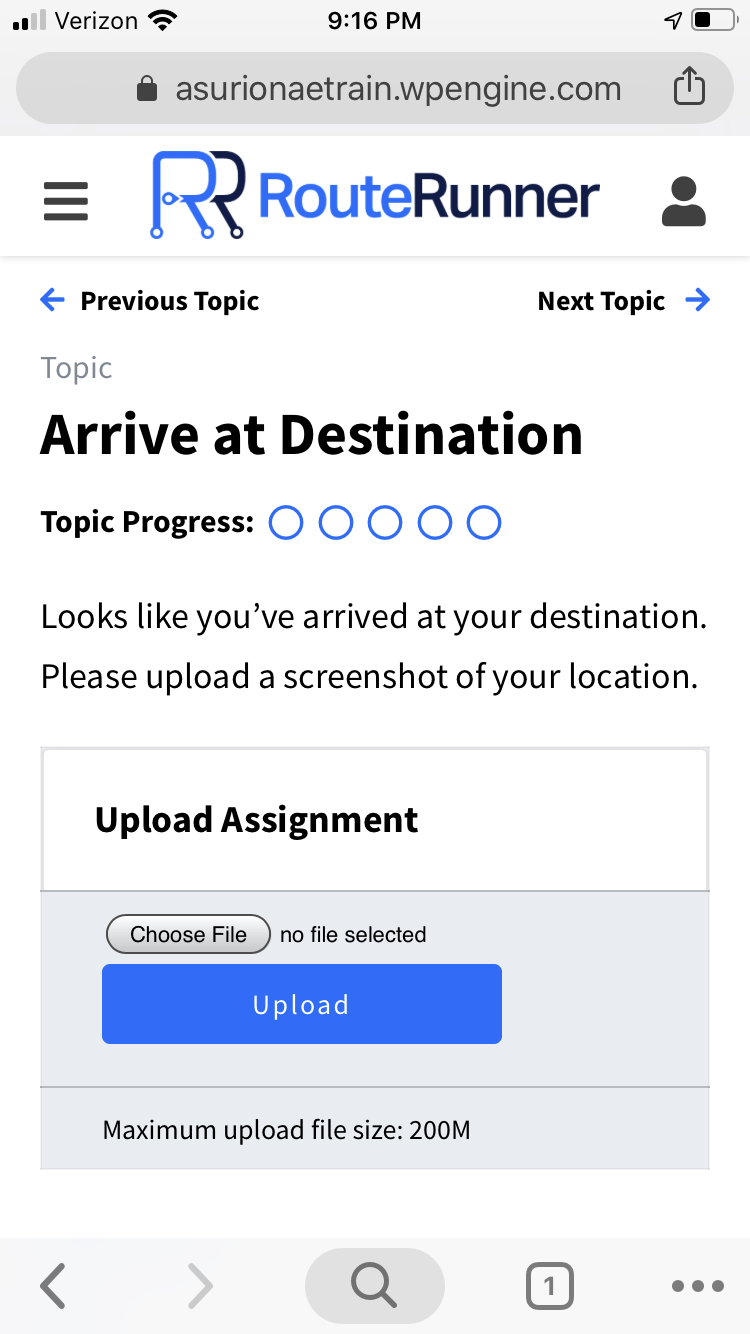 Verizon 9:16 PM
asurionaetrain.wpengine.com
RR RouteRunner
Previous Topic Next Topic
Topic
Arrive at Destination
Topic Progress:
Looks like you’ve arrived at your destination.
Please upload a screenshot of your location.
Upload Assignment
Choose File no file selected
Upload
Maximum upload file size: 200M
1